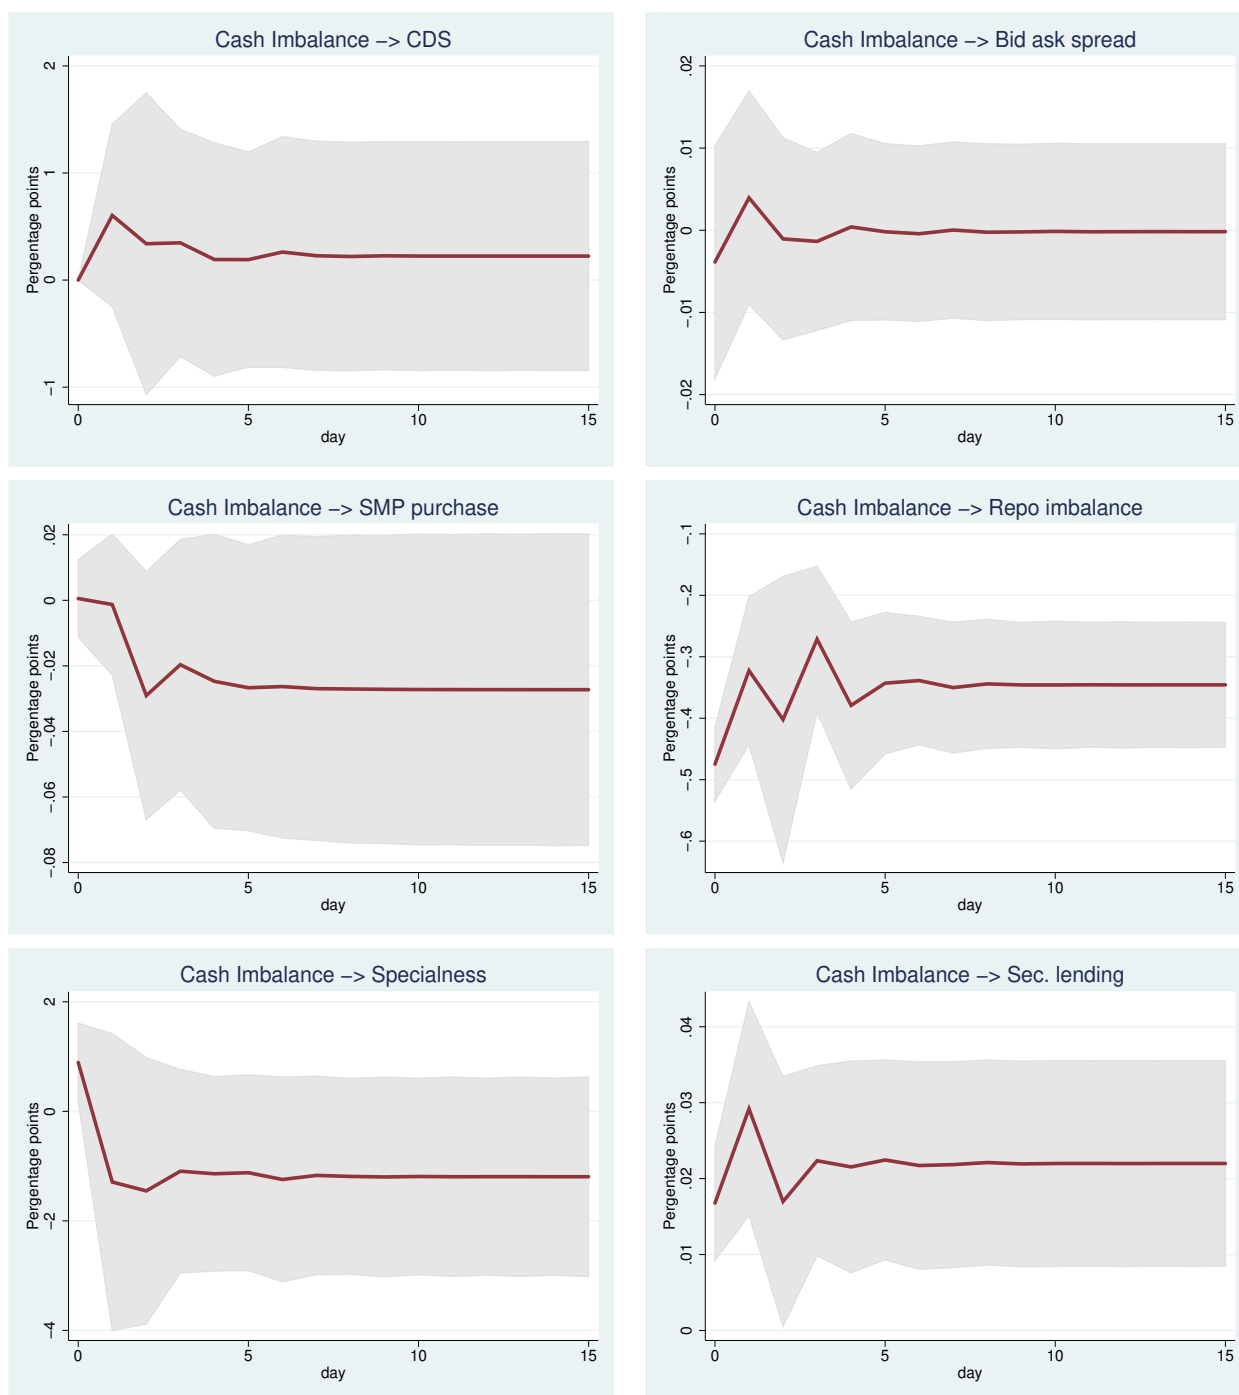 Cash Imbalance −> CDS
Pergentage points
2
1
0
−1
0 5 10 15
day
Cash Imbalance −> Bid ask spread
Pergentage points
.02
.01
0
−.01
−.02
0 5 10 15
day
Cash Imbalance −> SMP purchase
Pergentage points
.02
0
−.02
−.04
−.06
−.08
0 5 10 15
day
Cash Imbalance −> Repo imbalance
Pergentage points
−.1
−.2
−.3
−.4
−.5
−.6
0 5 10 15
day
Cash Imbalance −> Specialness
Pergentage points
2
0
−2
−4
0 5 10 15
day
Cash Imbalance −> Sec. lending
Pergentage points
.04
.03
.02
.01
0
0 5 10 15
day